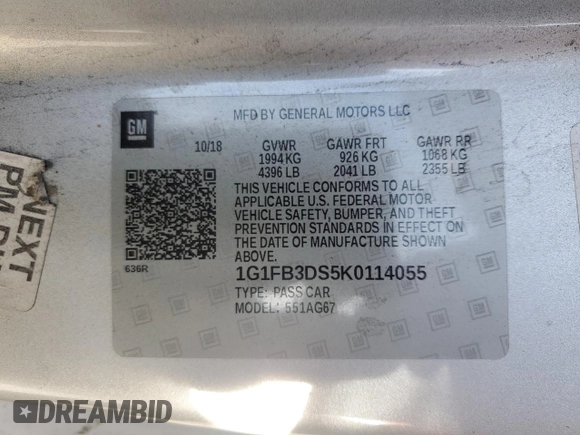 MFD BY GENERAL MOTORS LLC
GM
10/18 GVWR GAWR FRT GAWR RR
1994 KG 926 KG 1068 KG
4396 LB 2041 LB 2355 LB
THIS VEHICLE CONFORMS TO ALL
APPLICABLE U.S. FEDERAL MOTOR
VEHICLE SAFETY, BUMPER, AND THEFT
PREVENTION STANDARDS IN EFFECT ON
THE DATE OF MANUFACTURE SHOWN
ABOVE.
636R
1G1FB3DS5K0114055
TYPE: PASS CAR
MODEL: 551AG67
NEXT
DREAMBID